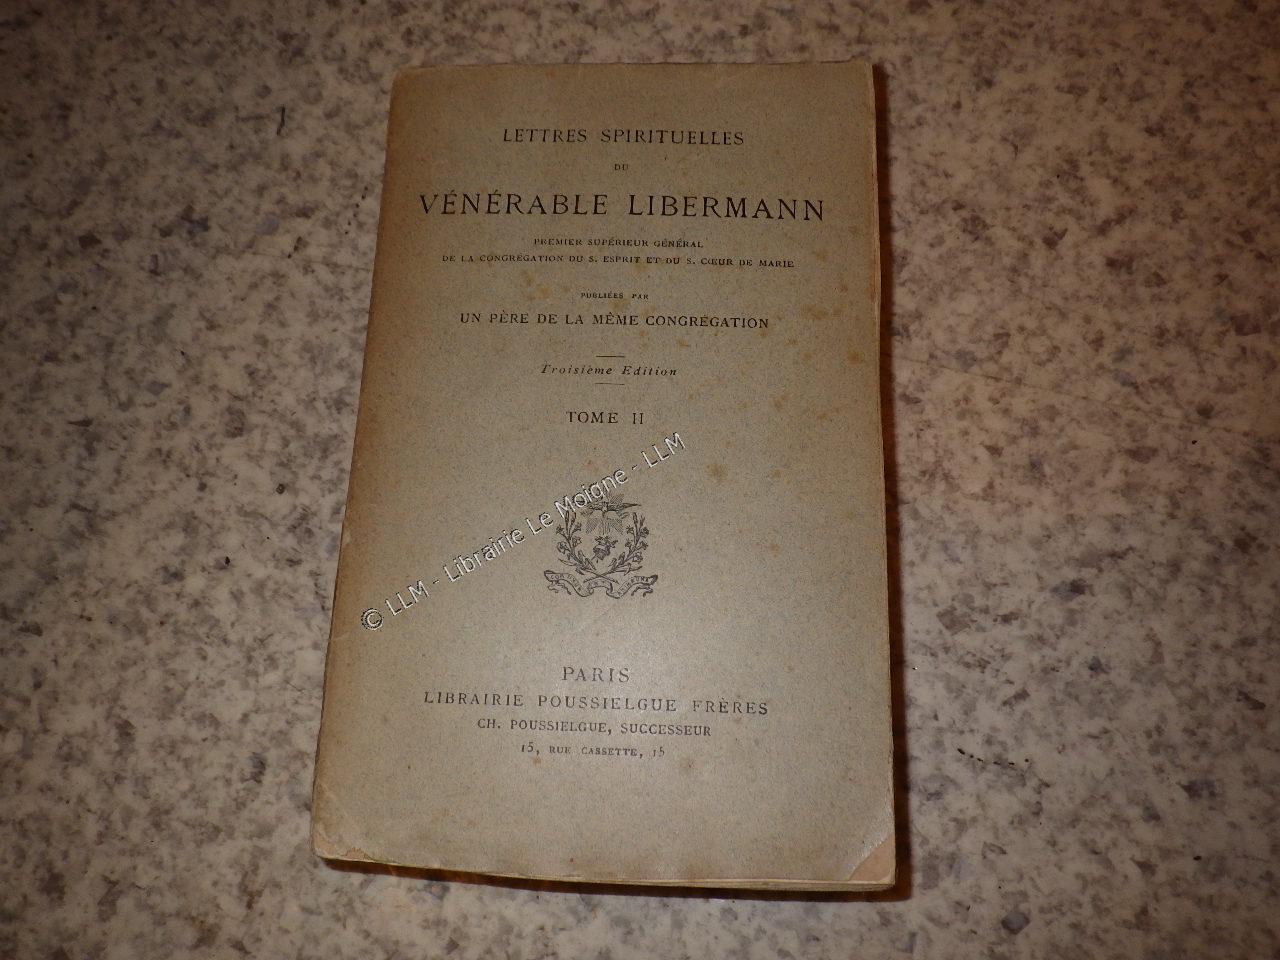 LETTRES SPIRITUELLES
DU
VÉNÉRABLE LIBERMANN
PREMIER SUPÉRIEUR GÉNÉRAL
DE LA CONGRÉGATION DU S. ESPRIT ET DU S. CŒUR DE MARIE
PUBLIÉES PAR
UN PÈRE DE LA MÊME CONGRÉGATION
Troisième Edition
TOME II
© LLM - Librairie Le Moigne - LLM
PARIS
LIBRAIRIE POUSSIELGUE FRÈRES
CH. POUSSIELGUE, SUCCESSEUR
15, RUE CASSETTE, 15